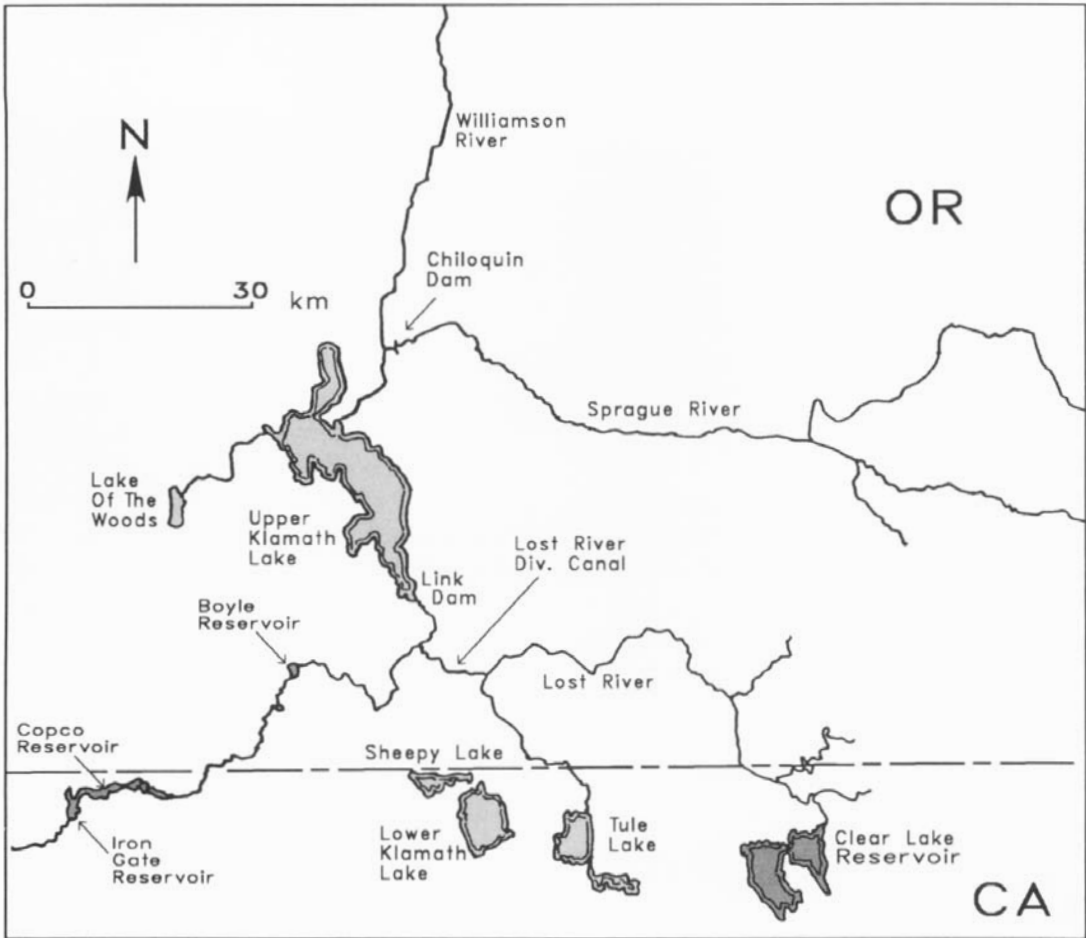 Williamson
River
N
OR
Chiloquin
Dam
0 30 km
Sprague River
Lake
Of The
Woods
Upper
Klamath
Lake
Lost River
Div. Canal
Link
Dam
Boyle
Reservoir
Lost River
Copco
Reservoir
Sheepy Lake
Iron
Gate
Reservoir
Lower
Klamath
Lake
Tule
Lake
Clear Lake
Reservoir
CA